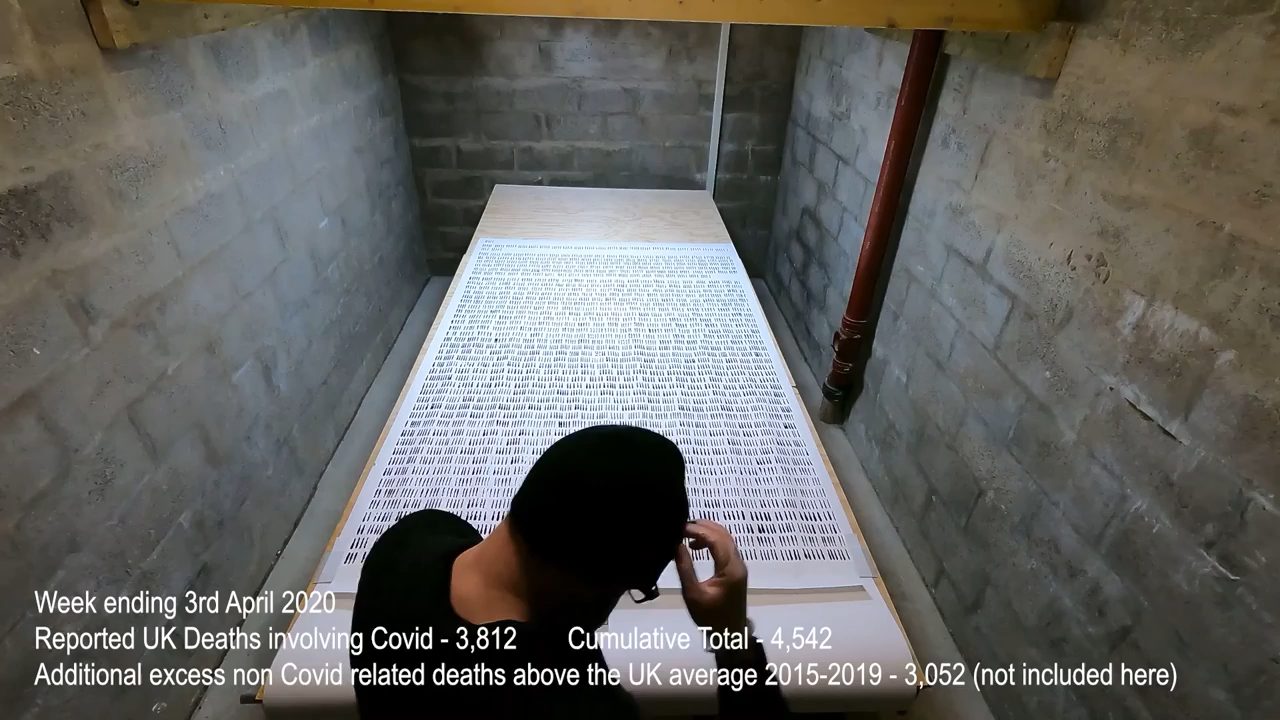 Week ending 3rd April 2020
Reported UK Deaths involving Covid - 3,812 Cumulative Total - 4,542
Additional excess non Covid related deaths above the UK average 2015-2019 - 3,052 (not included here)